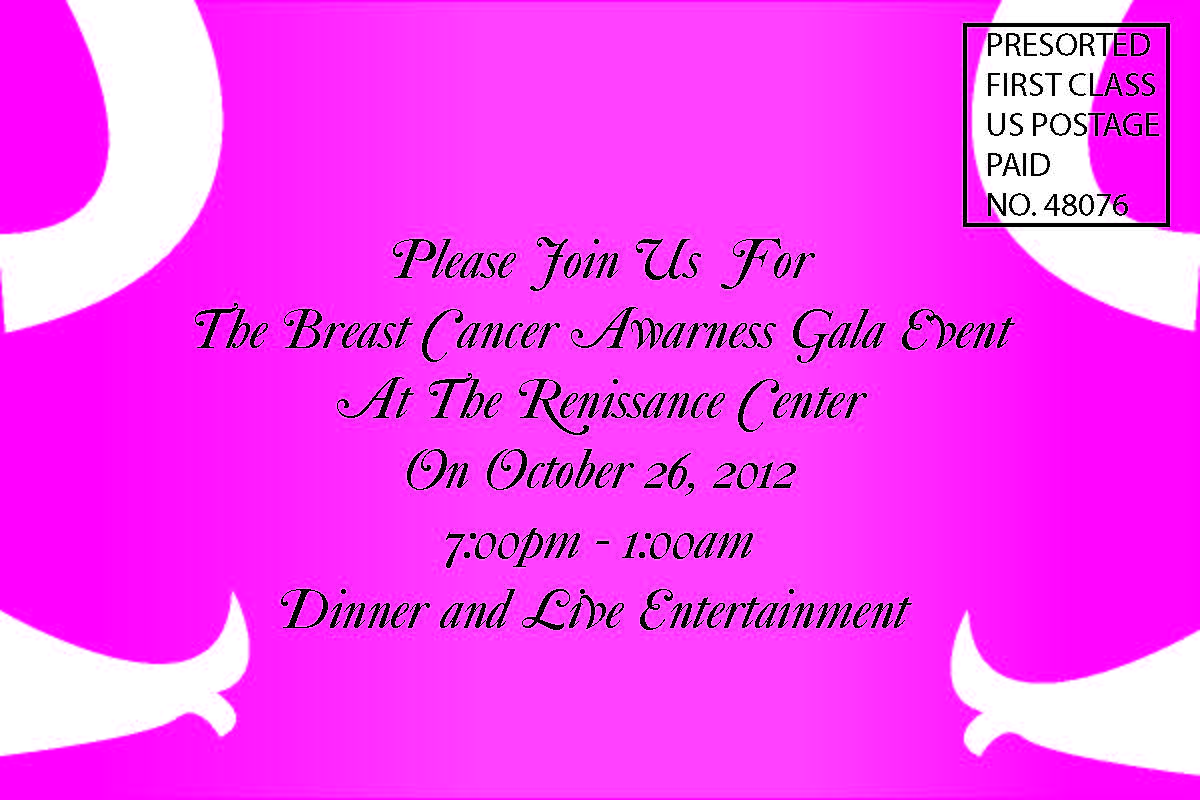 PRESORTED
FIRST CLASS
US POSTAGE
PAID
NO. 48076
Please Join Us For
The Breast Cancer Awarness Gala Event
At The Renissance Center
On October 26, 2012
7:00pm - 1:00am
Dinner and Live Entertainment